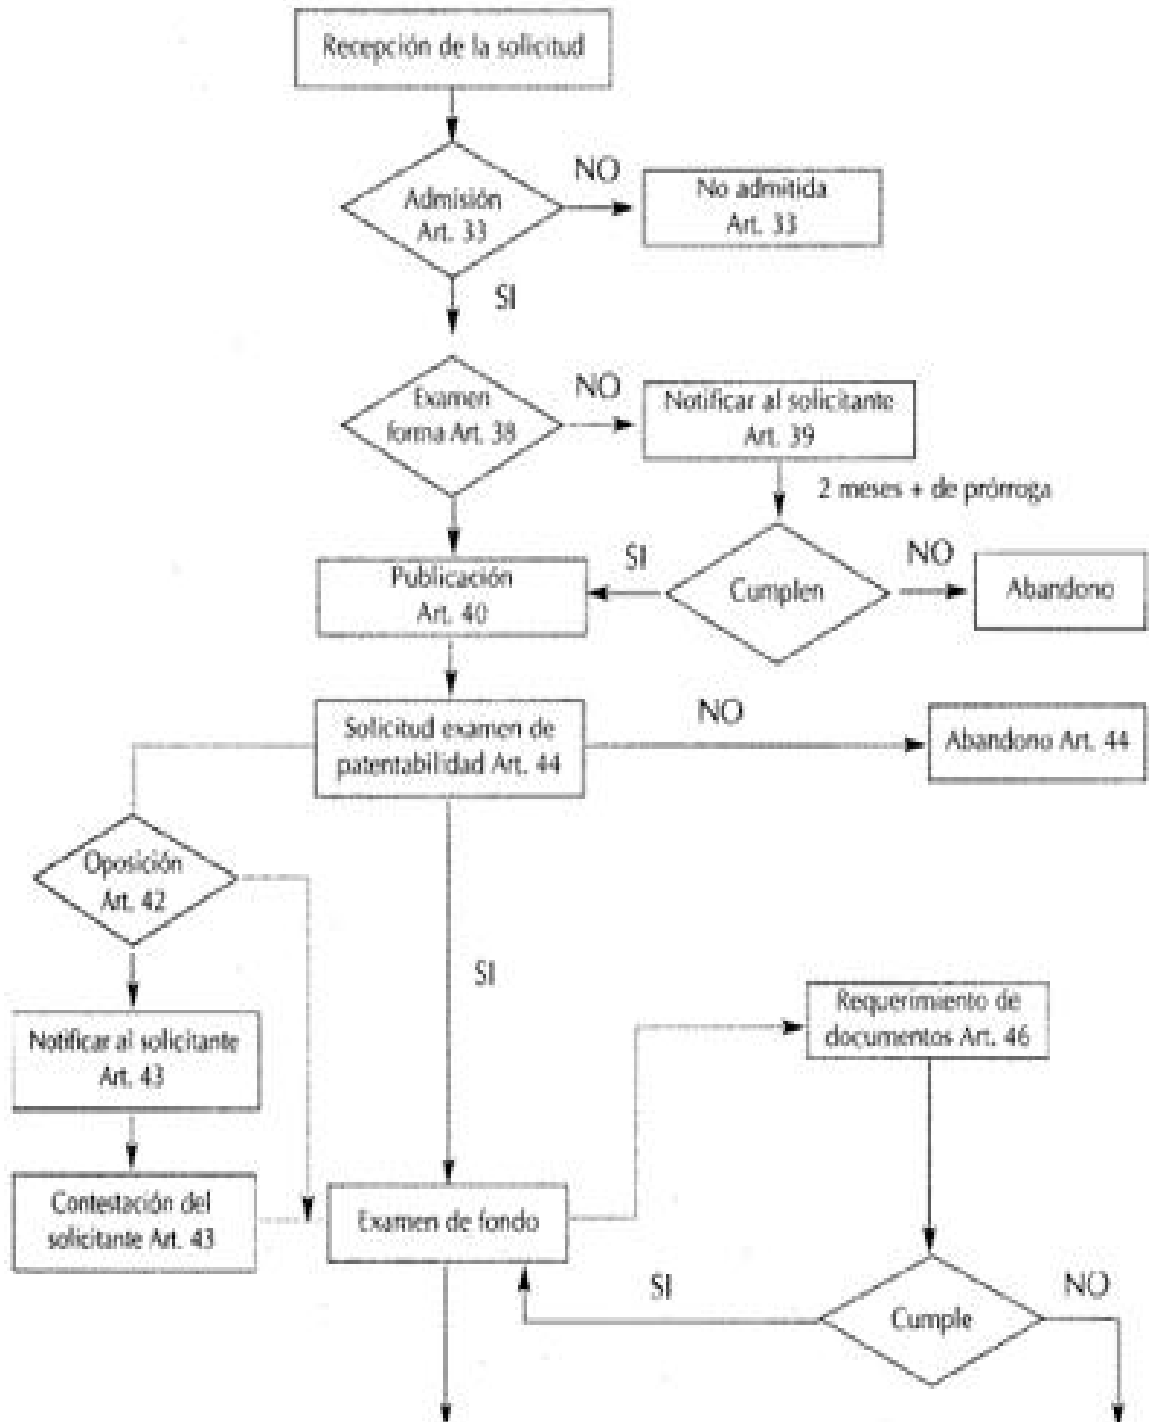 Recepción de la solicitud
Admisión
Art. 33
NO
No admitida
Art. 33
SI
Examen
forma Art. 38
NO
Notificar al solicitante
Art. 39
2 meses + de prórroga
Publicación
Art. 40
SI
Cumplen
NO
Abandono
Solicitud examen de
patentabilidad Art. 44
NO
Abandono Art. 44
Oposición
Art. 42
SI
Notificar al solicitante
Art. 43
Requerimiento de
documentos Art. 46
Contestación del
solicitante Art. 43
Examen de fondo
SI
Cumple
NO